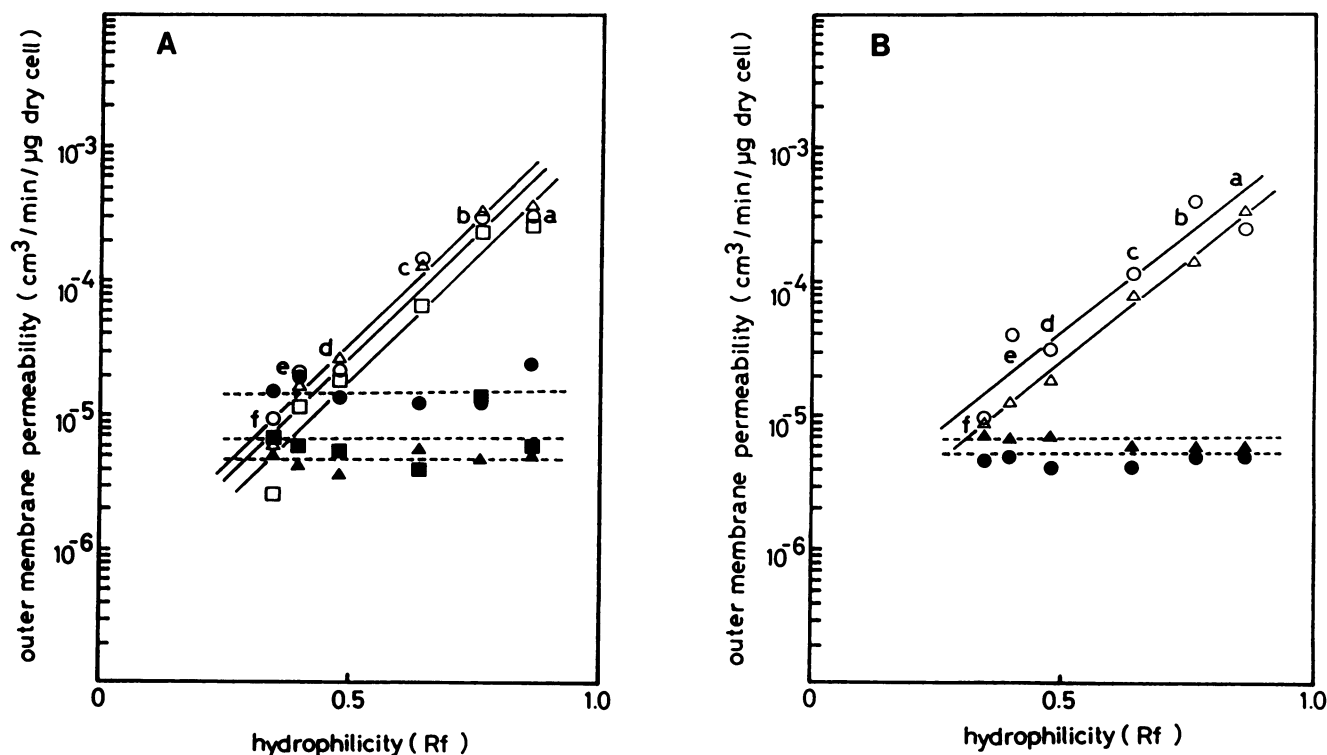 A
outer membrane permeability (cm³/min/µg dry cell)
10⁻³
10⁻⁴
10⁻⁵
10⁻⁶
a
b
c
d
e
f
0
0.5
1.0
hydrophilicity (Rf)
B
outer membrane permeability (cm³/min/µg dry cell)
10⁻³
10⁻⁴
10⁻⁵
10⁻⁶
a
b
c
d
e
f
0
0.5
1.0
hydrophilicity (Rf)